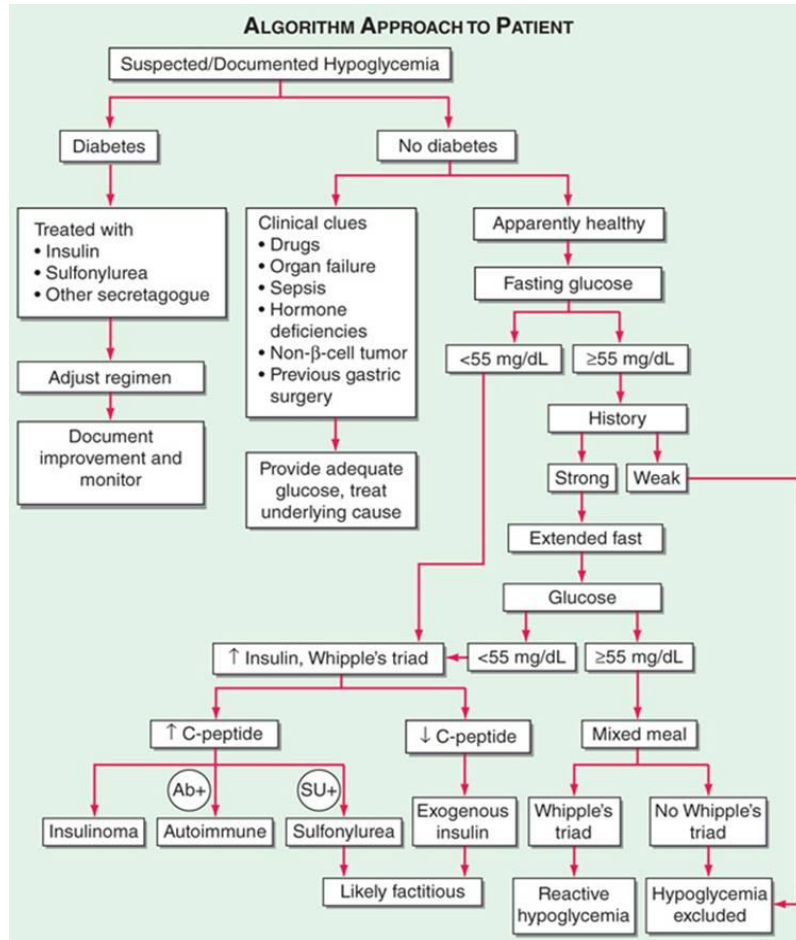 ALGORITHM APPROACH TO PATIENT
Suspected/Documented Hypoglycemia
Diabetes
No diabetes
Treated with
• Insulin
• Sulfonylurea
• Other secretagogue
Adjust regimen
Document
improvement and
monitor
Clinical clues
• Drugs
• Organ failure
• Sepsis
• Hormone
deficiencies
• Non-β-cell tumor
• Previous gastric
surgery
Provide adequate
glucose, treat
underlying cause
Apparently healthy
Fasting glucose
<55 mg/dL
≥55 mg/dL
History
Strong
Weak
Extended fast
Glucose
<55 mg/dL
≥55 mg/dL
↑ Insulin, Whipple's triad
↑ C-peptide
↓ C-peptide
Ab+
SU+
Insulinoma
Autoimmune
Sulfonylurea
Exogenous
insulin
Likely factitious
Mixed meal
Whipple's
triad
No Whipple's
triad
Reactive
hypoglycemia
Hypoglycemia
excluded